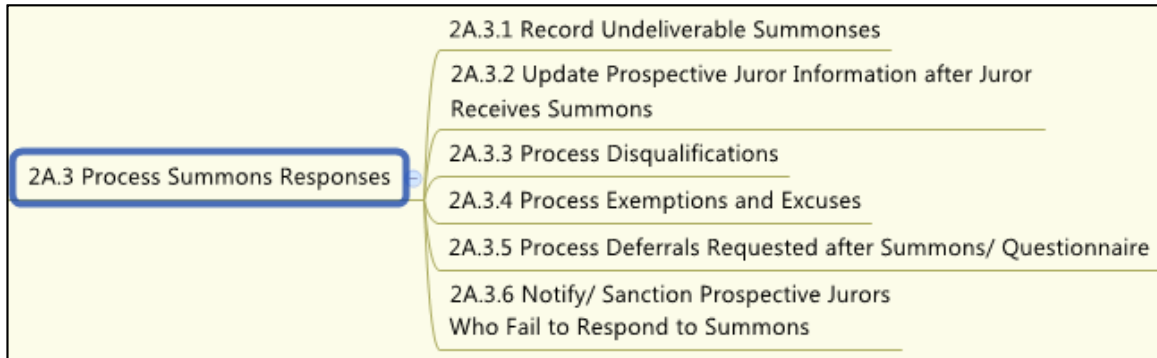 2A.3 Process Summons Responses
2A.3.1 Record Undeliverable Summonses
2A.3.2 Update Prospective Juror Information after Juror
Receives Summons
2A.3.3 Process Disqualifications
2A.3.4 Process Exemptions and Excuses
2A.3.5 Process Deferrals Requested after Summons/ Questionnaire
2A.3.6 Notify/ Sanction Prospective Jurors
Who Fail to Respond to Summons